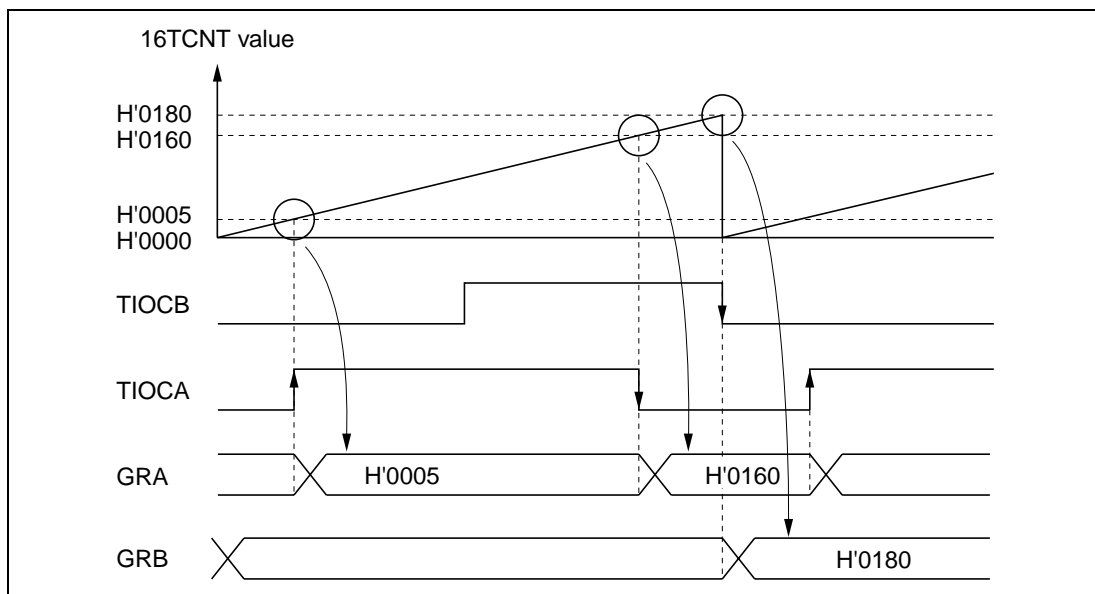 16TCNT value
H'0180
H'0160
H'0005
H'0000
TIOCB
TIOCA
GRA
H'0005
H'0160
GRB
H'0180